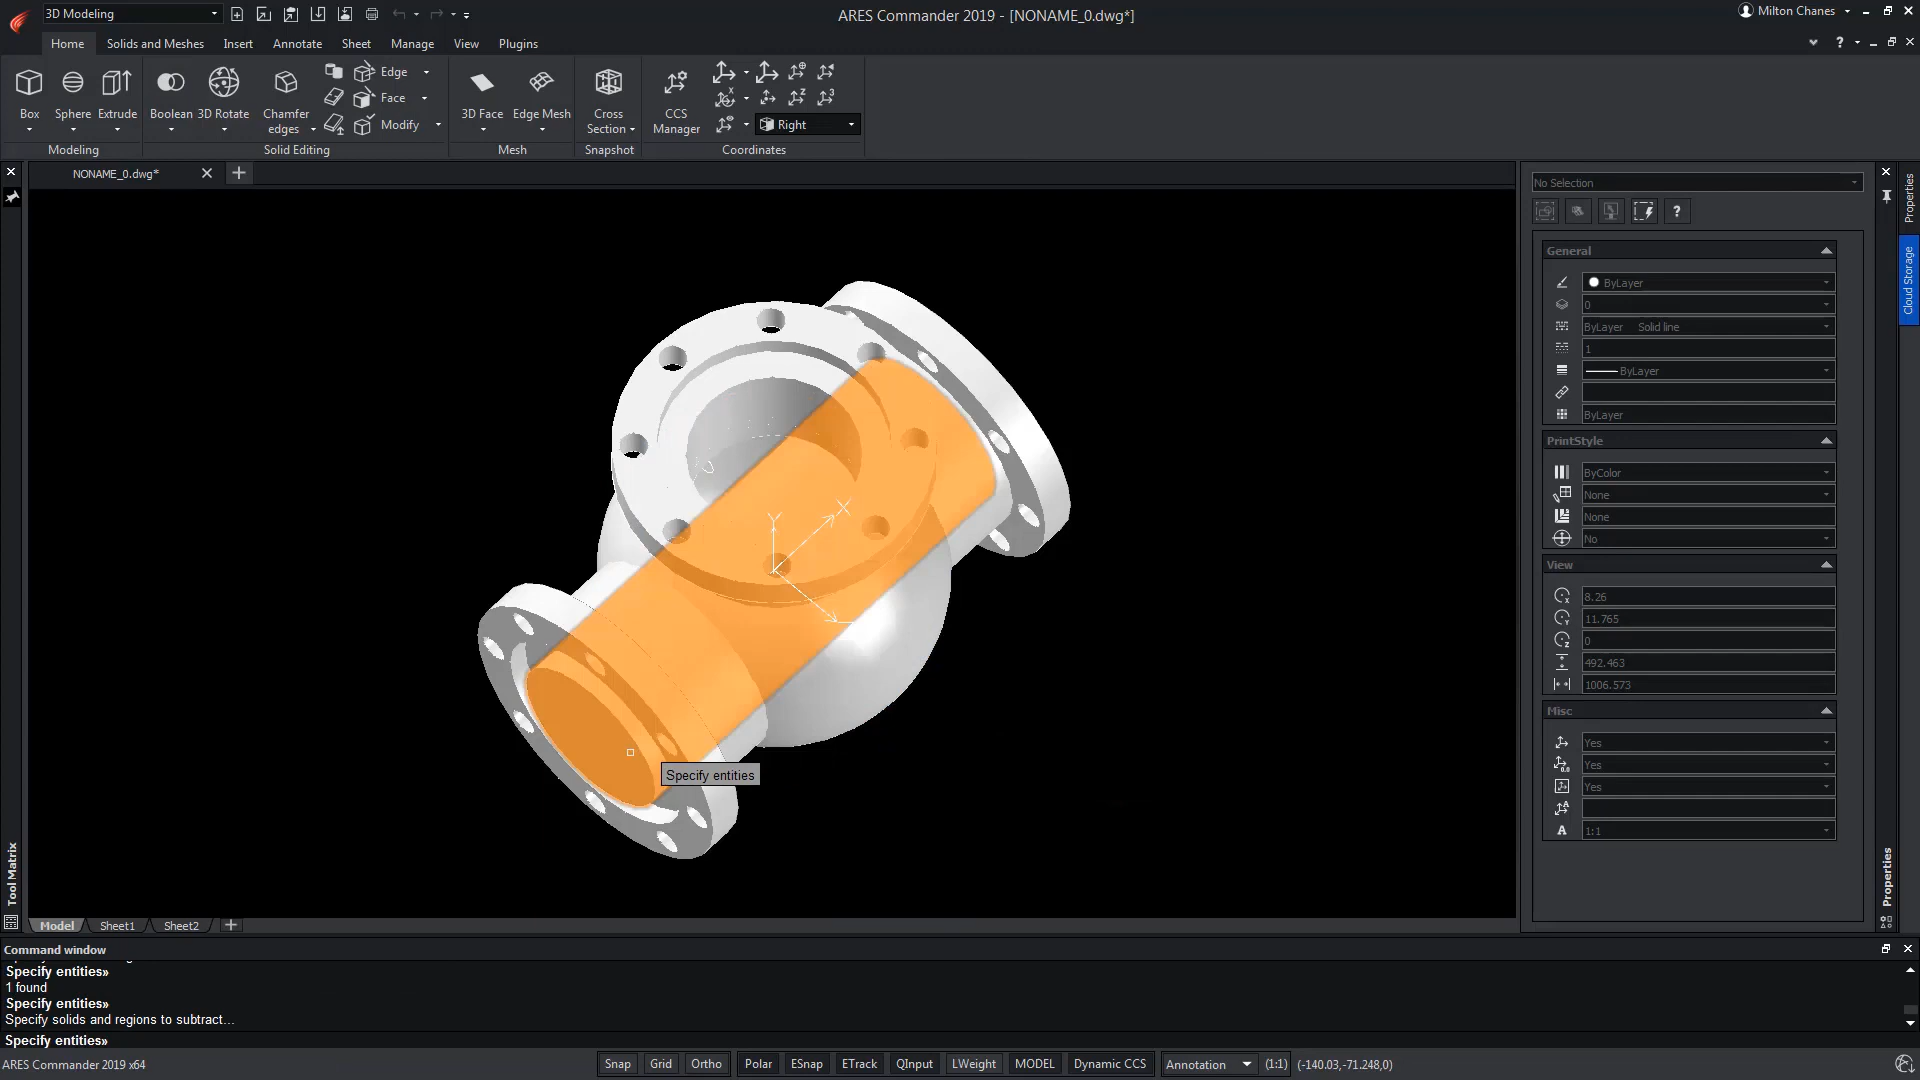 3D Modeling
ARES Commander 2019 - [NONAME_0.dwg*]
Milton Chanes
Home
Solids and Meshes
Insert
Annotate
Sheet
Manage
View
Plugins
?
Box
Sphere
Extrude
Boolean
3D Rotate
Chamfer edges
Edge
Face
Modify
3D Face
Edge Mesh
Cross Section
CCS Manager
Right
Modeling
Solid Editing
Mesh
Snapshot
Coordinates
NONAME_0.dwg*
Y
X
Specify entities
Tool Matrix
Model
Sheet1
Sheet2
No Selection
?
General
ByLayer
0
ByLayer Solid line
1
ByLayer
ByLayer
PrintStyle
ByColor
None
None
No
View
8.26
11.765
0
492.463
1006.573
Misc
Yes
Yes
Yes
1:1
Properties
Properties
Cloud Storage
Command window
Specify entities»
1 found
Specify entities»
Specify solids and regions to subtract...
Specify entities»
ARES Commander 2019 x64
Snap
Grid
Ortho
Polar
ESnap
ETrack
QInput
LWeight
MODEL
Dynamic CCS
Annotation
(1:1)
(-140.03,-71.248,0)